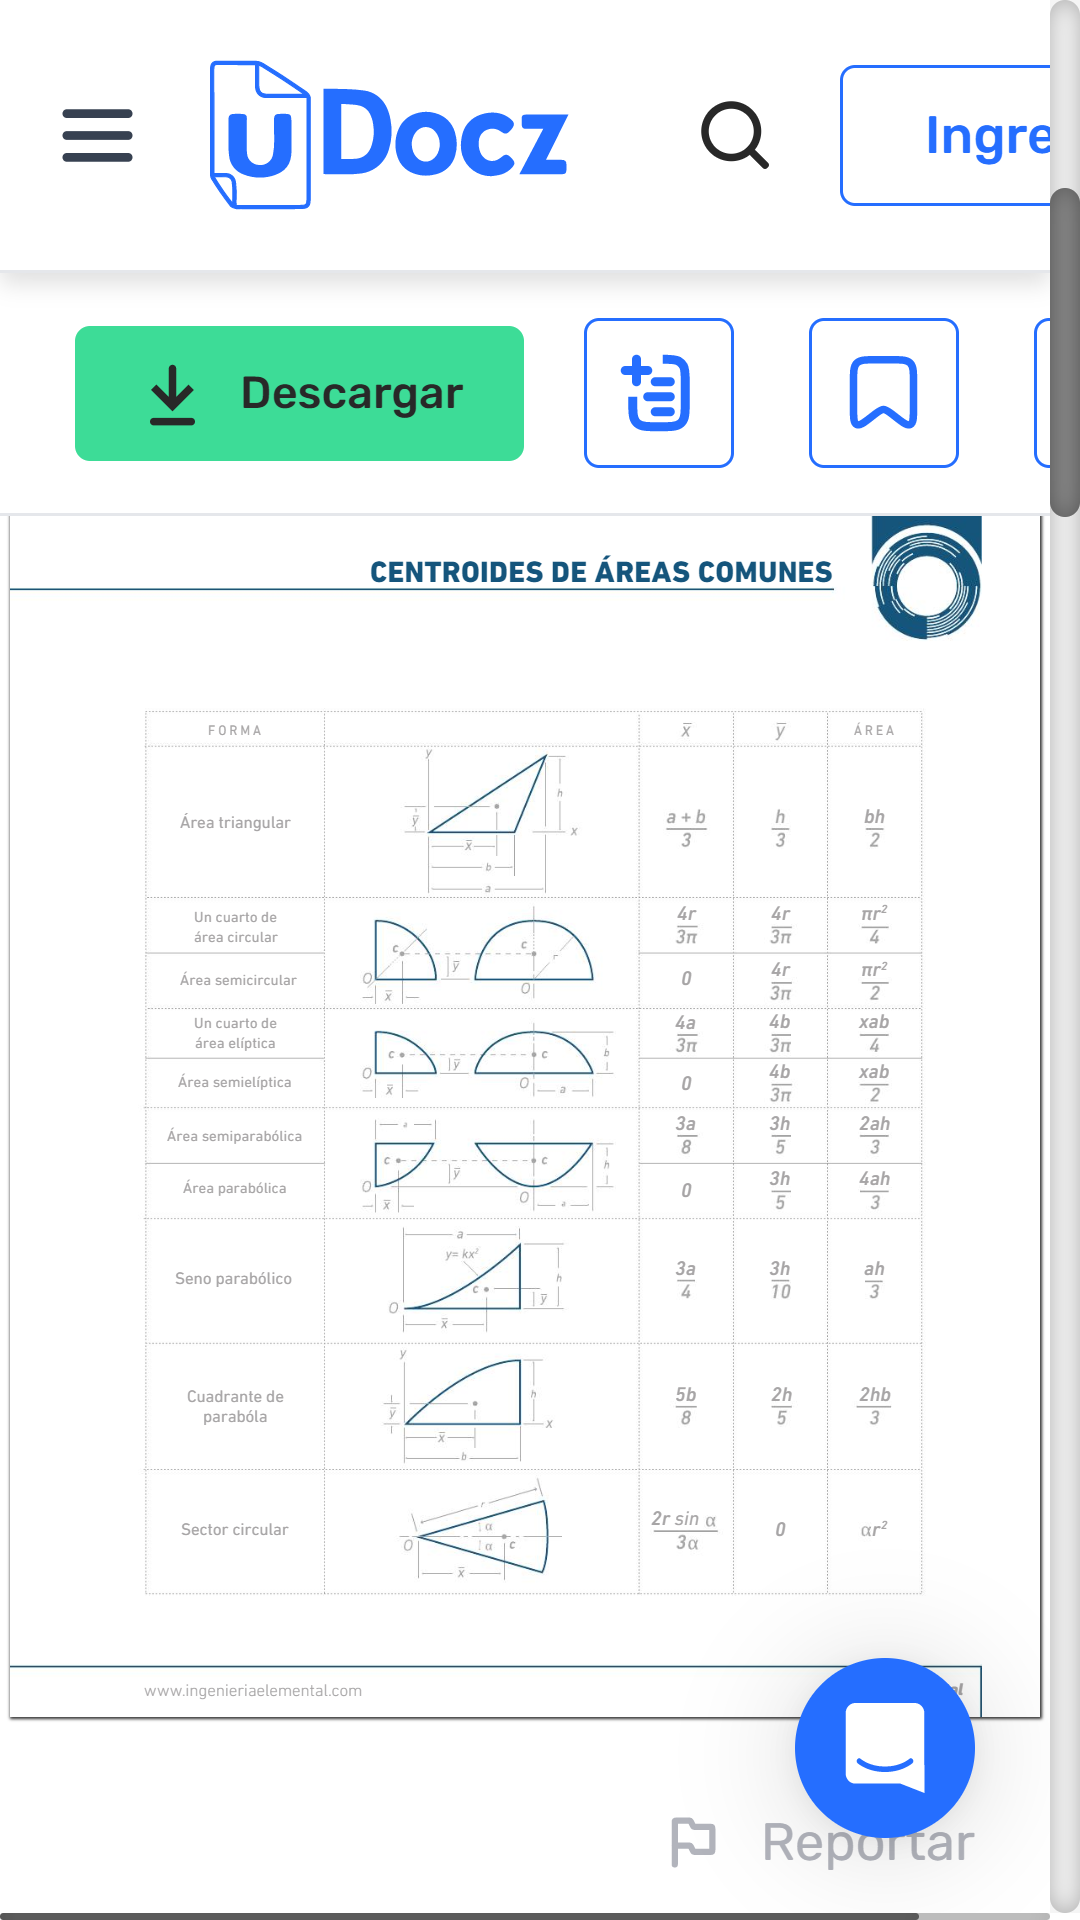 uDocz
Ingre
Descargar
CENTROIDES DE ÁREAS COMUNES
FORMA x̅ y̅ ÁREA
Área triangular
y
h
y̅
x
x̅
b
a
a + b / 3
h / 3
bh / 2
Un cuarto de
área circular
4r / 3π
4r / 3π
πr² / 4
Área semicircular
0
4r / 3π
πr² / 2
c c r
O y̅ O
x̅
Un cuarto de
área elíptica
4a / 3π
4b / 3π
xab / 4
Área semielíptica
0
4b / 3π
xab / 2
c c b
O y̅ O a
x̅
Área semiparabólica
3a / 8
3h / 5
2ah / 3
Área parabólica
0
3h / 5
4ah / 3
a
c c h
O y̅ O a
x̅
Seno parabólico
a
y= kx²
h
c
O y̅
x̅
3a / 4
3h / 10
ah / 3
Cuadrante de
parabóla
y
h
y̅
x
x̅
b
5b / 8
2h / 5
2hb / 3
Sector circular
r
α
α
O c
x̅
2r sin α / 3α
0
αr²
www.ingenieriaelemental.com
Reportar